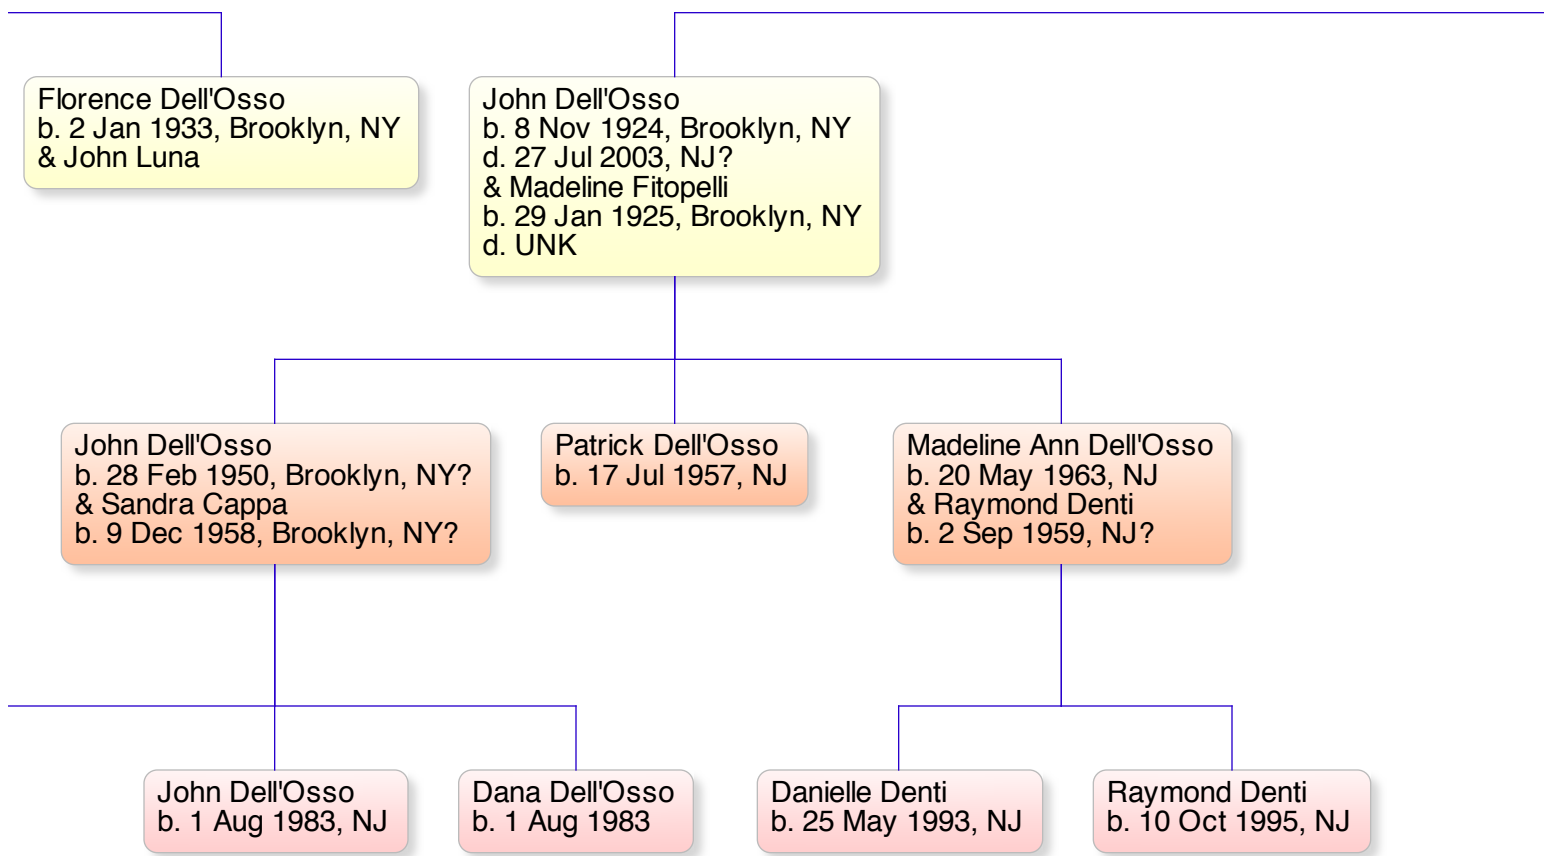 Florence Dell'Osso
b. 2 Jan 1933, Brooklyn, NY
& John Luna
John Dell'Osso
b. 8 Nov 1924, Brooklyn, NY
d. 27 Jul 2003, NJ?
& Madeline Fitopelli
b. 29 Jan 1925, Brooklyn, NY
d. UNK
John Dell'Osso
b. 28 Feb 1950, Brooklyn, NY?
& Sandra Cappa
b. 9 Dec 1958, Brooklyn, NY?
Patrick Dell'Osso
b. 17 Jul 1957, NJ
Madeline Ann Dell'Osso
b. 20 May 1963, NJ
& Raymond Denti
b. 2 Sep 1959, NJ?
John Dell'Osso
b. 1 Aug 1983, NJ
Dana Dell'Osso
b. 1 Aug 1983
Danielle Denti
b. 25 May 1993, NJ
Raymond Denti
b. 10 Oct 1995, NJ